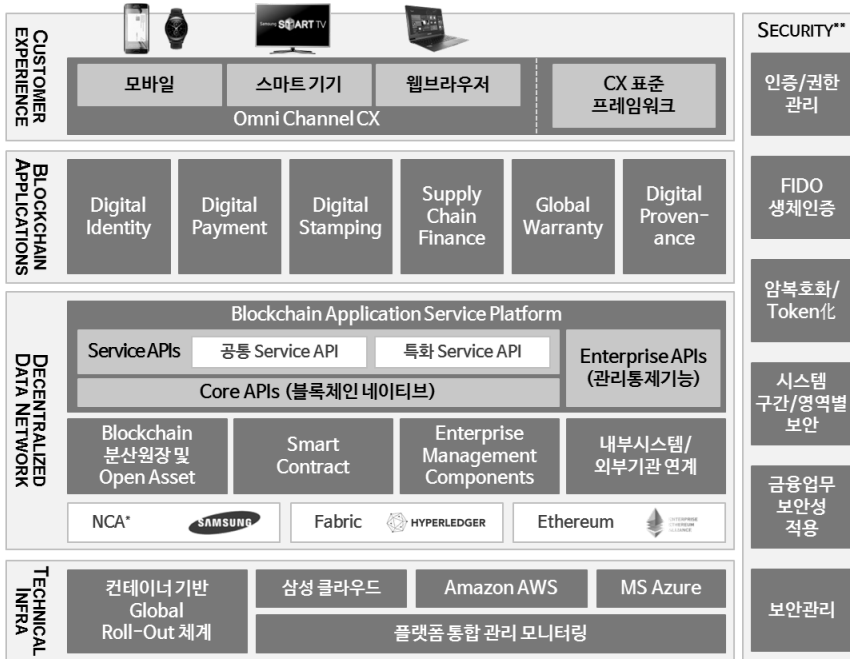 CUSTOMER
EXPERIENCE
Samsung SMART TV
모바일
스마트 기기
웹브라우저
CX 표준
프레임워크
Omni Channel CX
BLOCKCHAIN
APPLICATIONS
Digital
Identity
Digital
Payment
Digital
Stamping
Supply
Chain
Finance
Global
Warranty
Digital
Proven-
ance
DECENTRALIZED
DATA NETWORK
Blockchain Application Service Platform
Service APIs
공통 Service API
특화 Service API
Core APIs (블록체인 네이티브)
Enterprise APIs
(관리통제기능)
Blockchain
분산원장 및
Open Asset
Smart
Contract
Enterprise
Management
Components
내부시스템/
외부기관 연계
NCA*
SAMSUNG
Fabric
HYPERLEDGER
Ethereum
ENTERPRISE
ETHEREUM
ALLIANCE
TECHNICAL
INFRA
컨테이너 기반
Global
Roll-Out 체계
삼성 클라우드
Amazon AWS
MS Azure
플랫폼 통합 관리 모니터링
SECURITY**
인증/권한
관리
FIDO
생체인증
암복호화/
Token化
시스템
구간/영역별
보안
금융업무
보안성
적용
보안관리